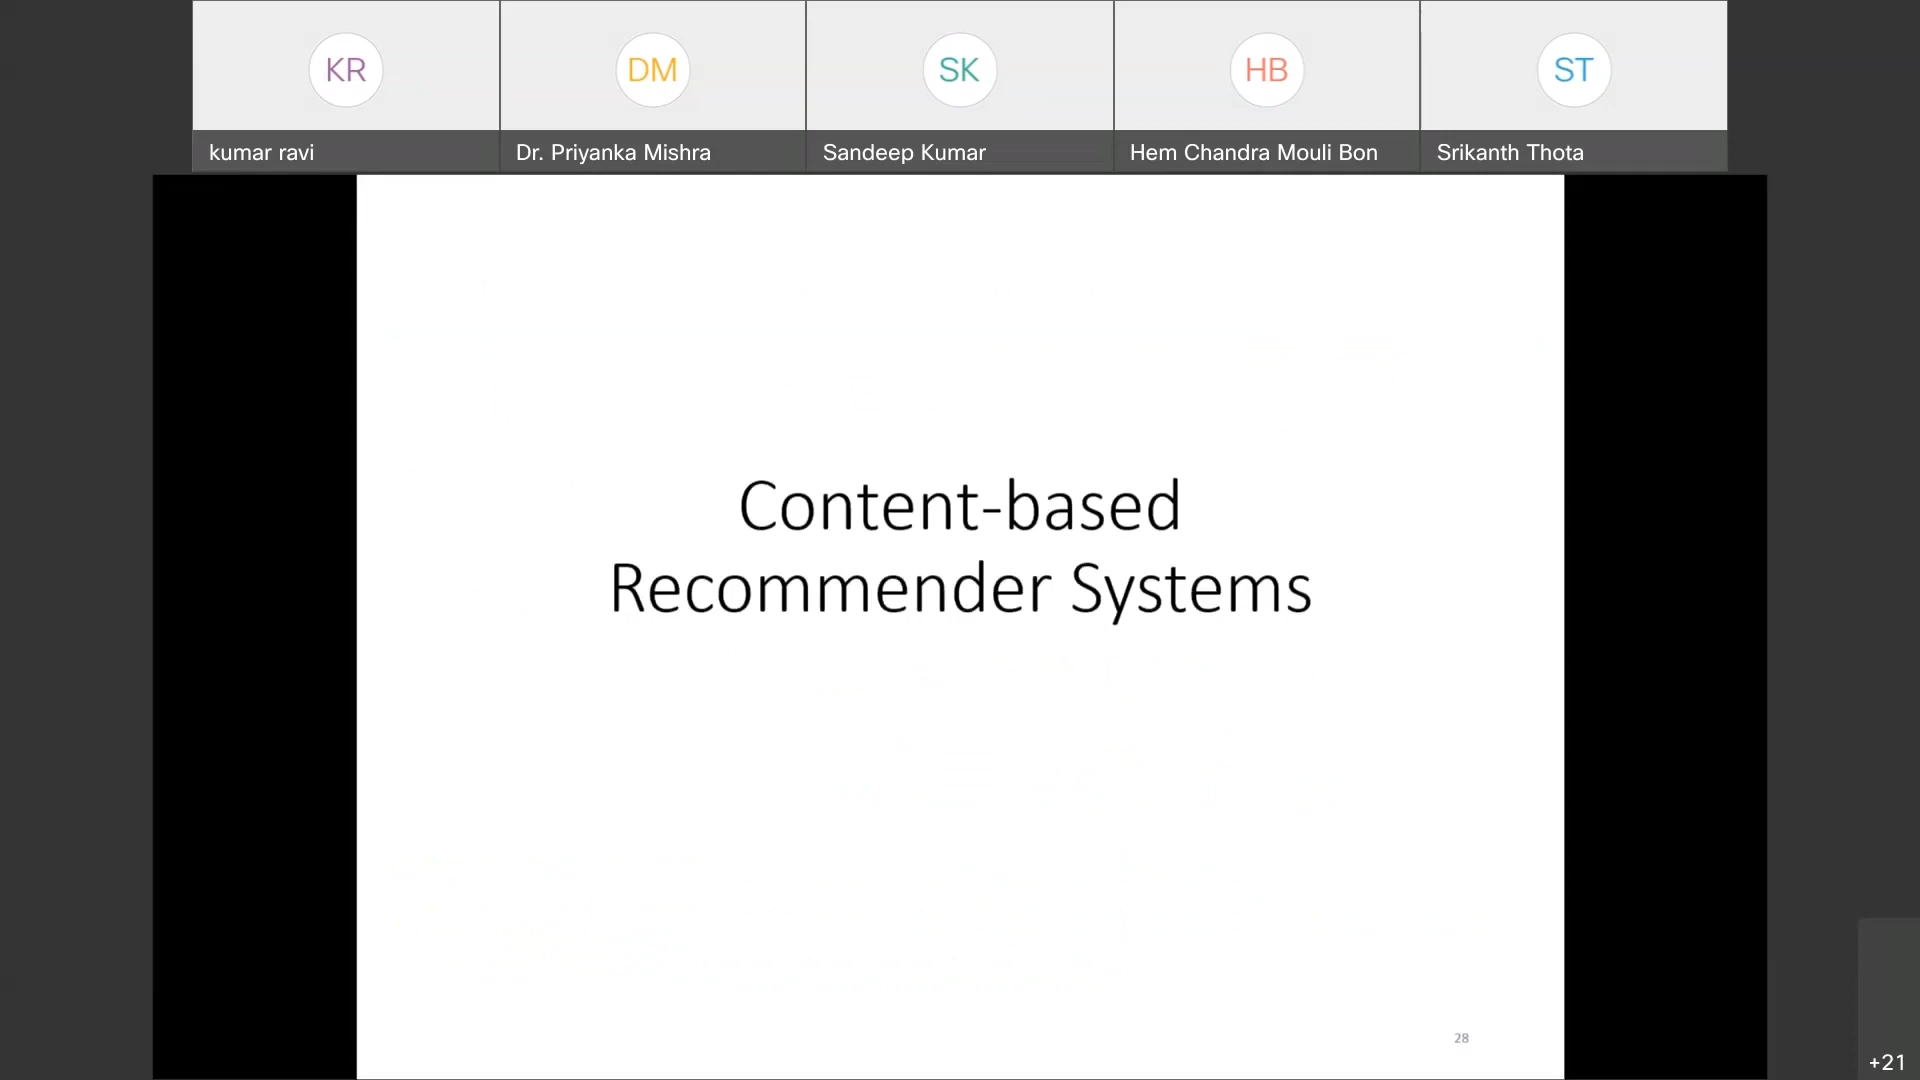 KR
DM
SK
HB
ST
kumar ravi
Dr. Priyanka Mishra
Sandeep Kumar
Hem Chandra Mouli Bon
Srikanth Thota
Content-based
Recommender Systems
28
+21